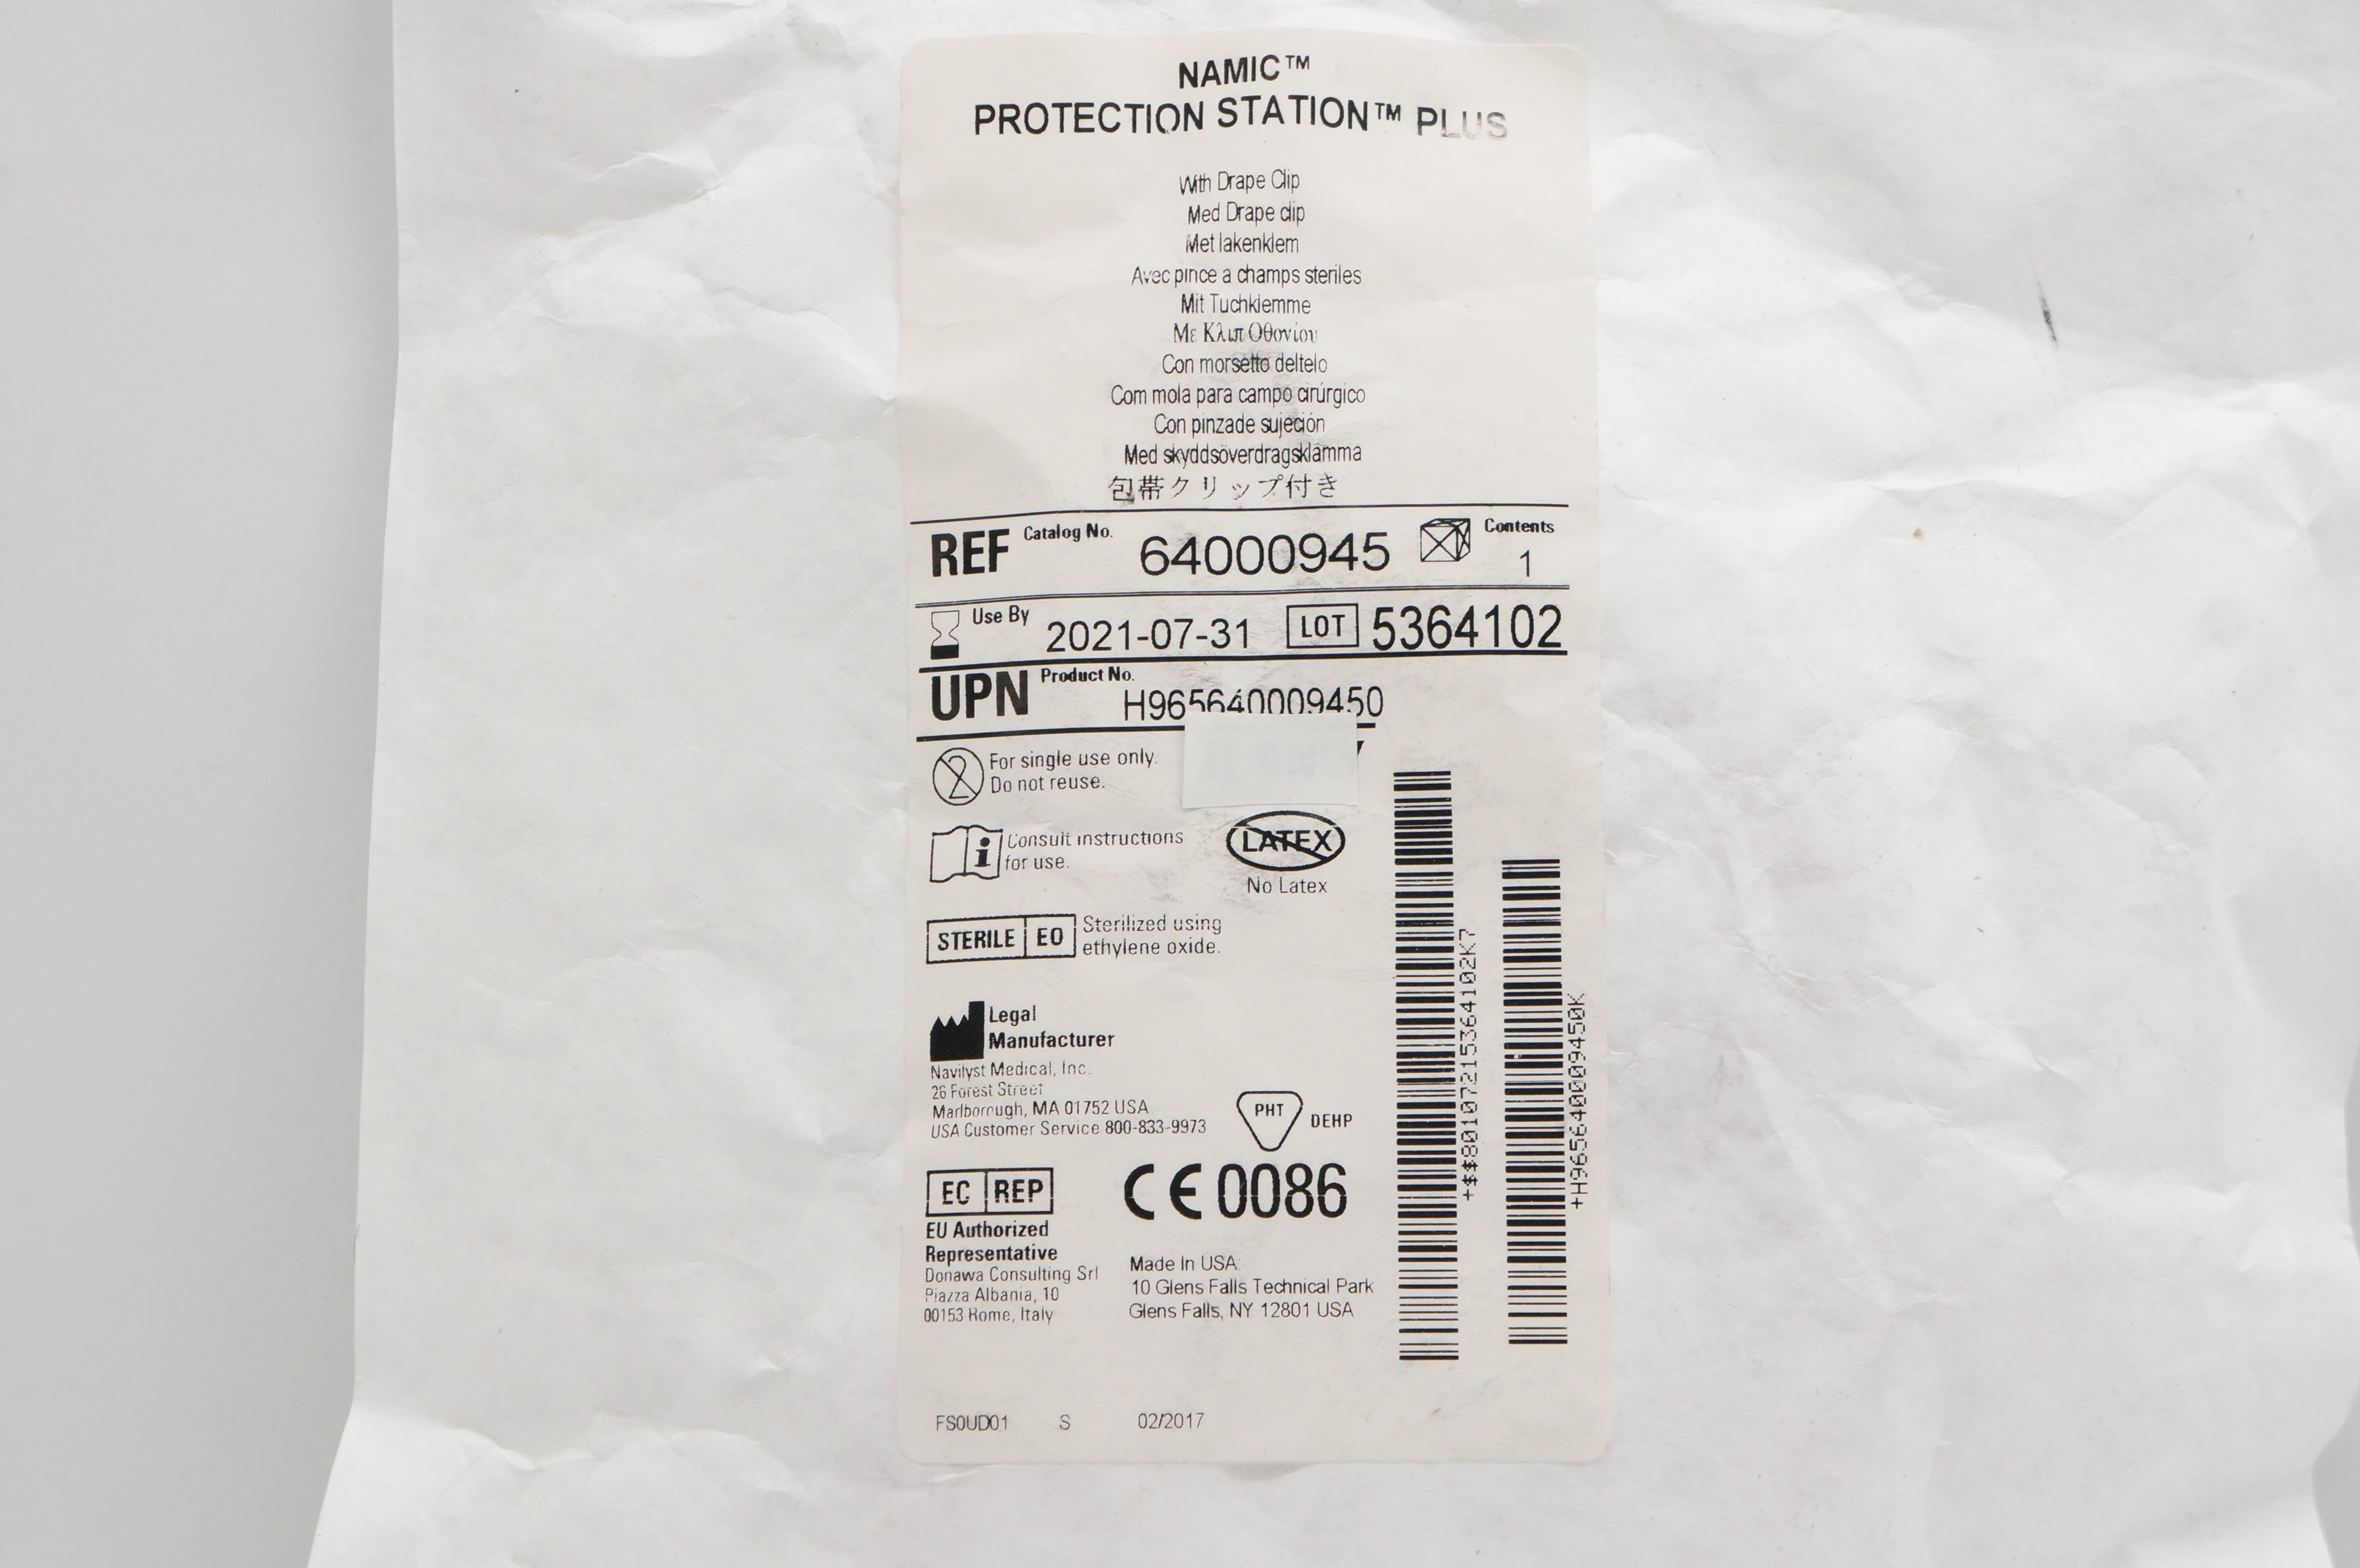 NAMIC™
PROTECTION STATION™ PLUS
With Drape Clip
Med Drape clip
Met lakenklem
Avec pince a champs steriles
Mit Tuchklemme
Με Κλιπ Οθονίου
Con morsetto deltelo
Com mola para campo cirúrgico
Con pinzade sujeción
Med skyddsöverdragsklämma
包帯クリップ付き
REF Catalog No. 64000945 Contents 1
Use By 2021-07-31 LOT 5364102
UPN Product No. H965640009450
2 For single use only.
Do not reuse.
i Consult instructions
for use.
LATEX
No Latex
STERILE EO Sterilized using
ethylene oxide.
Legal
Manufacturer
Navilyst Medical, Inc.
26 Forest Street
Marlborough, MA 01752 USA
USA Customer Service 800-833-9973
PHT DEHP
EC REP
EU Authorized
Representative
Donawa Consulting Srl
Piazza Albania, 10
00153 Rome, Italy
CE 0086
Made In USA:
10 Glens Falls Technical Park
Glens Falls, NY 12801 USA
+$$80107215364102K7
+H965640009450K
FS0UD01 S 02/2017